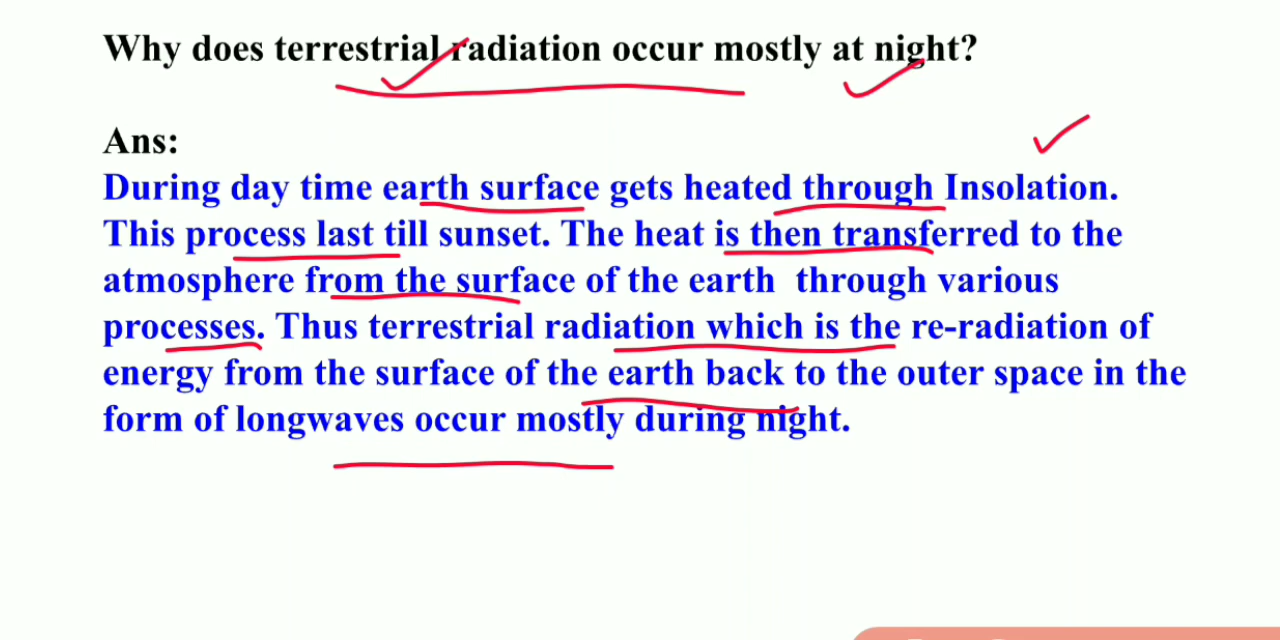 Why does terrestrial radiation occur mostly at night?
Ans:
During day time earth surface gets heated through Insolation.
This process last till sunset. The heat is then transferred to the
atmosphere from the surface of the earth through various
processes. Thus terrestrial radiation which is the re-radiation of
energy from the surface of the earth back to the outer space in the
form of longwaves occur mostly during night.